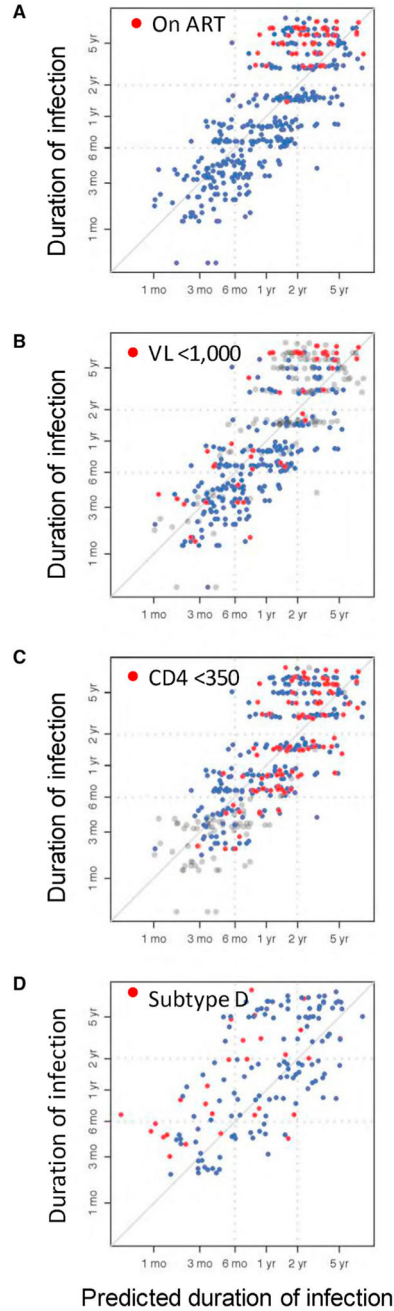 A
On ART
Duration of infection
5 yr
2 yr
1 yr
6 mo
3 mo
1 mo
1 mo 3 mo 6 mo 1 yr 2 yr 5 yr
B
VL <1,000
Duration of infection
5 yr
2 yr
1 yr
6 mo
3 mo
1 mo
1 mo 3 mo 6 mo 1 yr 2 yr 5 yr
C
CD4 <350
Duration of infection
5 yr
2 yr
1 yr
6 mo
3 mo
1 mo
1 mo 3 mo 6 mo 1 yr 2 yr 5 yr
D
Subtype D
Duration of infection
5 yr
2 yr
1 yr
6 mo
3 mo
1 mo
1 mo 3 mo 6 mo 1 yr 2 yr 5 yr
Predicted duration of infection